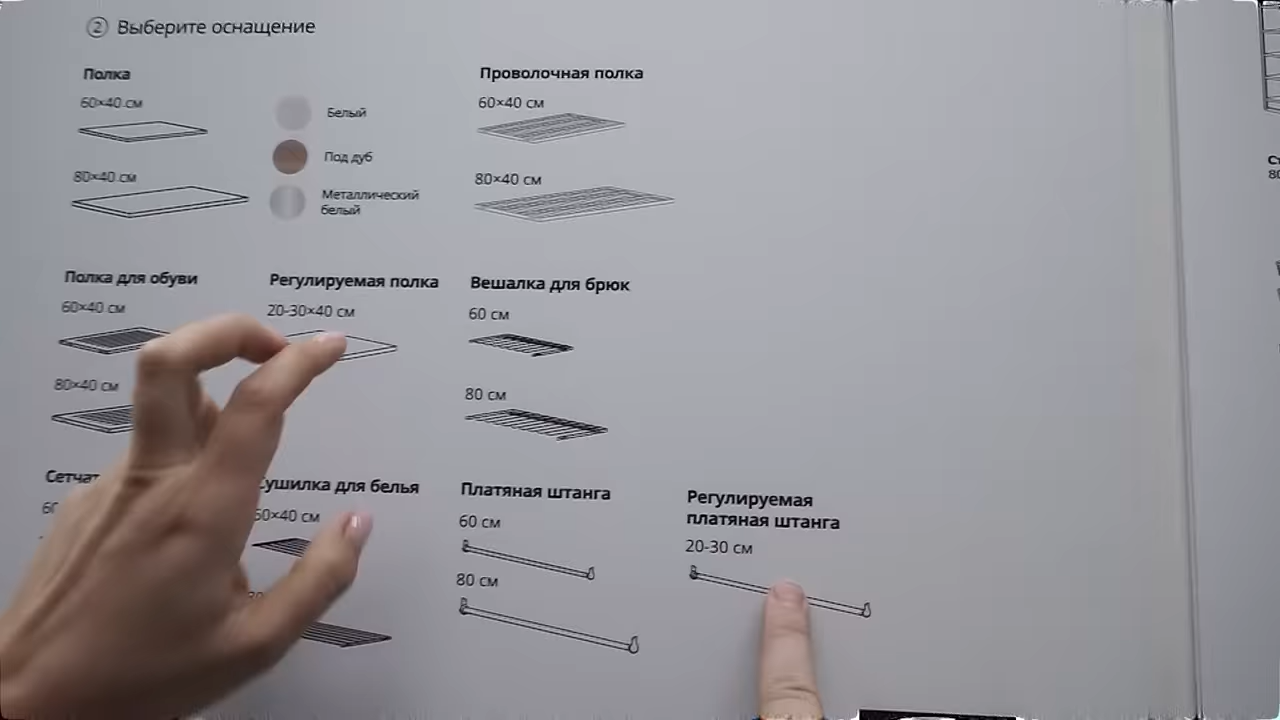 ② Выберите оснащение
Полка
60×40 см
80×40 см
Белый
Под дуб
Металлический
белый
Проволочная полка
60×40 см
80×40 см
Полка для обуви
60×40 см
80×40 см
Регулируемая полка
20-30×40 см
Вешалка для брюк
60 см
80 см
Сушилка для белья
60×40 см
Платяная штанга
60 см
80 см
Регулируемая
платяная штанга
20-30 см